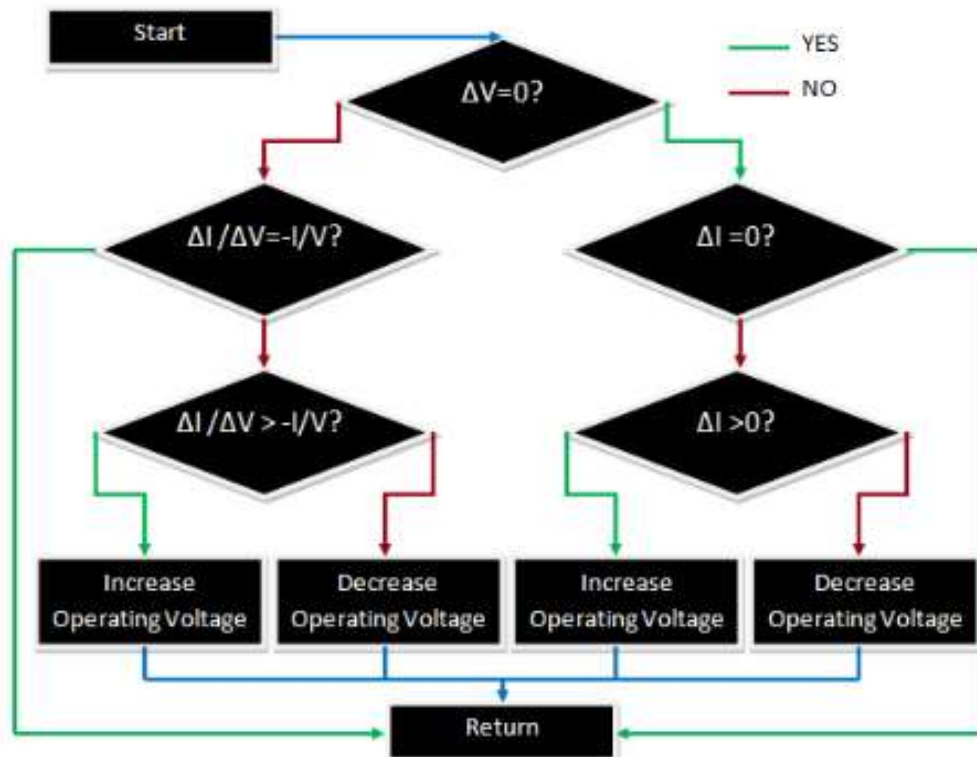 Start
YES
NO
ΔV=0?
ΔI /ΔV=-I/V?
ΔI =0?
ΔI /ΔV > -I/V?
ΔI >0?
Increase
Operating Voltage
Decrease
Operating Voltage
Increase
Operating Voltage
Decrease
Operating Voltage
Return